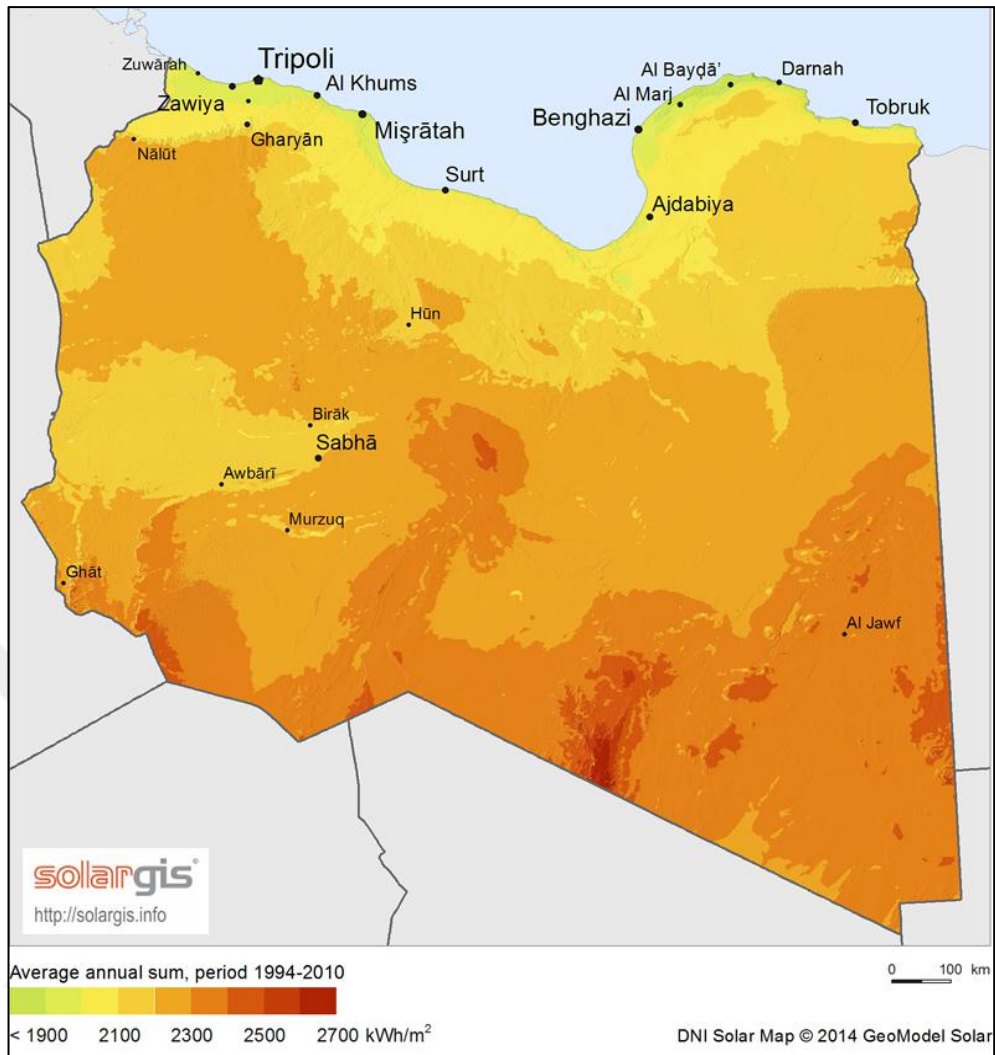 Zuwārah
Tripoli
Zawiya
Al Khums
Mişrātah
Gharyān
Nālūt
Surt
Benghazi
Al Marj
Al Bayḑā’
Darnah
Tobruk
Ajdabiya
Hūn
Birāk
Sabhā
Awbārī
Murzuq
Ghāt
Al Jawf
solargis
http://solargis.info
Average annual sum, period 1994-2010
< 1900 2100 2300 2500 2700 kWh/m²
0 100 km
DNI Solar Map © 2014 GeoModel Solar